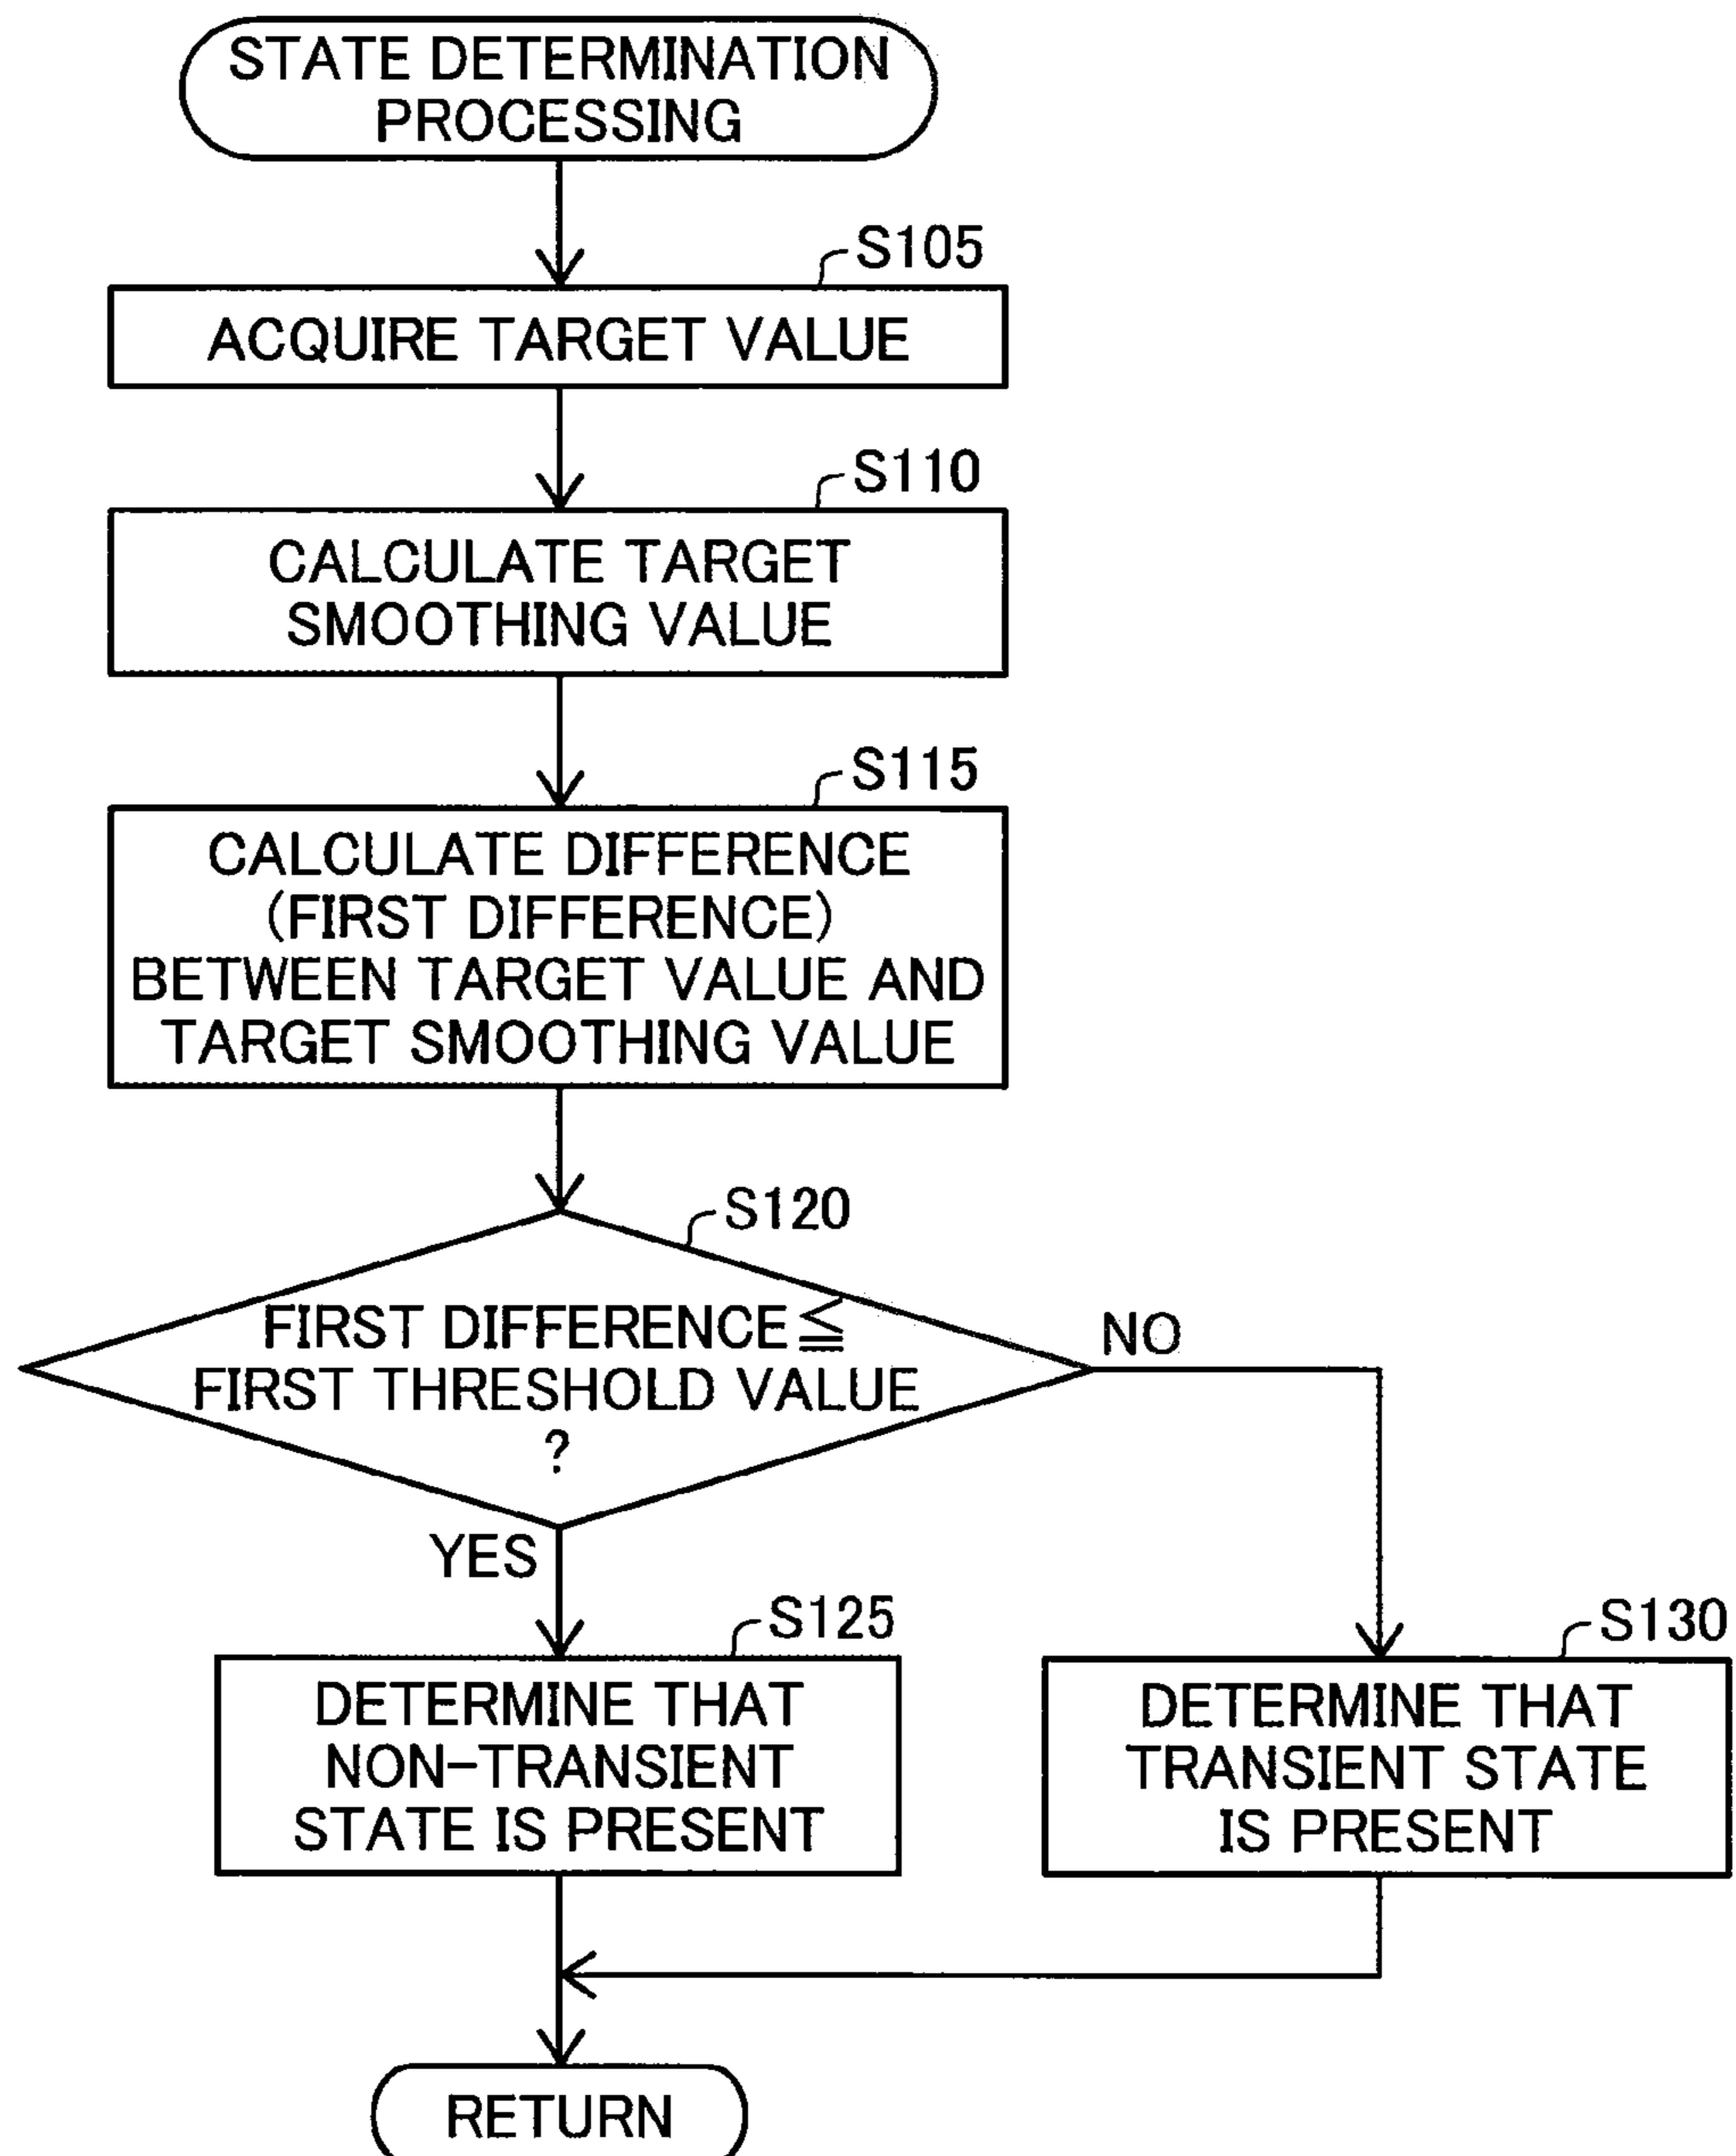 STATE DETERMINATION
PROCESSING
S105
ACQUIRE TARGET VALUE
S110
CALCULATE TARGET
SMOOTHING VALUE
S115
CALCULATE DIFFERENCE
(FIRST DIFFERENCE)
BETWEEN TARGET VALUE AND
TARGET SMOOTHING VALUE
S120
FIRST DIFFERENCE≦
FIRST THRESHOLD VALUE
?
NO
YES
S125
DETERMINE THAT
NON-TRANSIENT
STATE IS PRESENT
S130
DETERMINE THAT
TRANSIENT STATE
IS PRESENT
RETURN